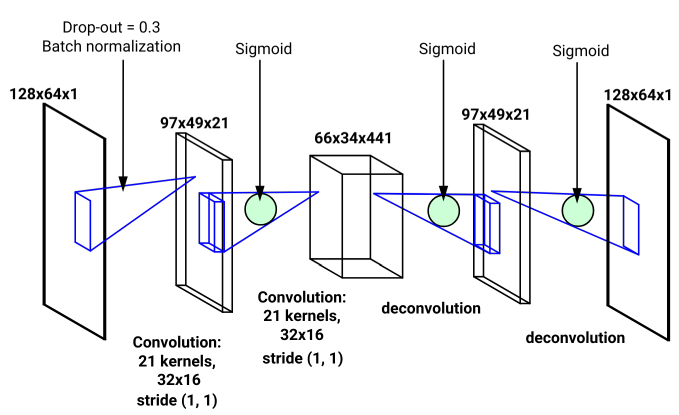 Drop-out = 0.3
Batch normalization
Sigmoid
Sigmoid
Sigmoid
128x64x1
97x49x21
66x34x441
97x49x21
128x64x1
Convolution:
21 kernels,
32x16
stride (1, 1)
Convolution:
21 kernels,
32x16
stride (1, 1)
deconvolution
deconvolution